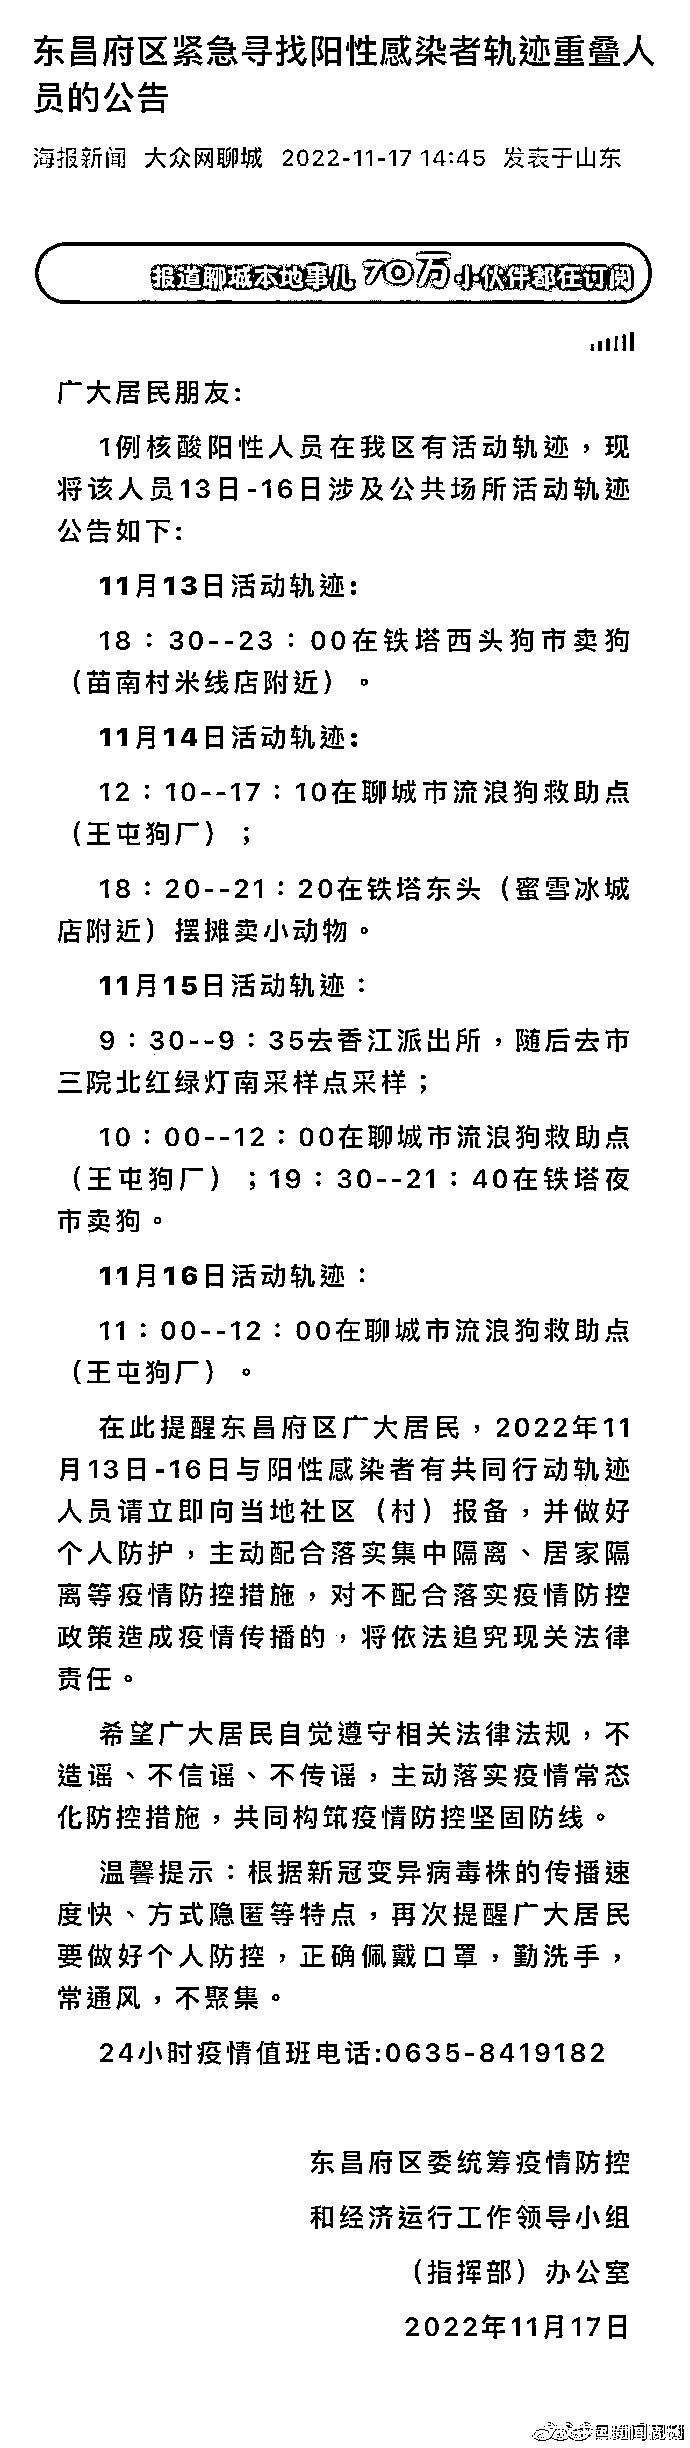 东昌府区紧急寻找阳性感染者轨迹重叠人
员的公告
海报新闻 大众网聊城 2022-11-17 14:45 发表于山东
报道聊城本地事儿 70万 小伙伴都在订阅
广大居民朋友:
1例核酸阳性人员在我区有活动轨迹，现
将该人员13日-16日涉及公共场所活动轨迹
公告如下:
11月13日活动轨迹:
18：30--23：00在铁塔西头狗市卖狗
（苗南村米线店附近）。
11月14日活动轨迹:
12：10--17：10在聊城市流浪狗救助点
（王屯狗厂）；
18：20--21：20在铁塔东头（蜜雪冰城
店附近）摆摊卖小动物。
11月15日活动轨迹：
9：30--9：35去香江派出所，随后去市
三院北红绿灯南采样点采样；
10：00--12：00在聊城市流浪狗救助点
（王屯狗厂）；19：30--21：40在铁塔夜
市卖狗。
11月16日活动轨迹：
11：00--12：00在聊城市流浪狗救助点
（王屯狗厂）。
在此提醒东昌府区广大居民，2022年11
月13日-16日与阳性感染者有共同行动轨迹
人员请立即向当地社区（村）报备，并做好
个人防护，主动配合落实集中隔离、居家隔
离等疫情防控措施，对不配合落实疫情防控
政策造成疫情传播的，将依法追究现关法律
责任。
希望广大居民自觉遵守相关法律法规，不
造谣、不信谣、不传谣，主动落实疫情常态
化防控措施，共同构筑疫情防控坚固防线。
温馨提示：根据新冠变异病毒株的传播速
度快、方式隐匿等特点，再次提醒广大居民
要做好个人防控，正确佩戴口罩，勤洗手，
常通风，不聚集。
24小时疫情值班电话:0635-8419182
东昌府区委统筹疫情防控
和经济运行工作领导小组
（指挥部）办公室
2022年11月17日